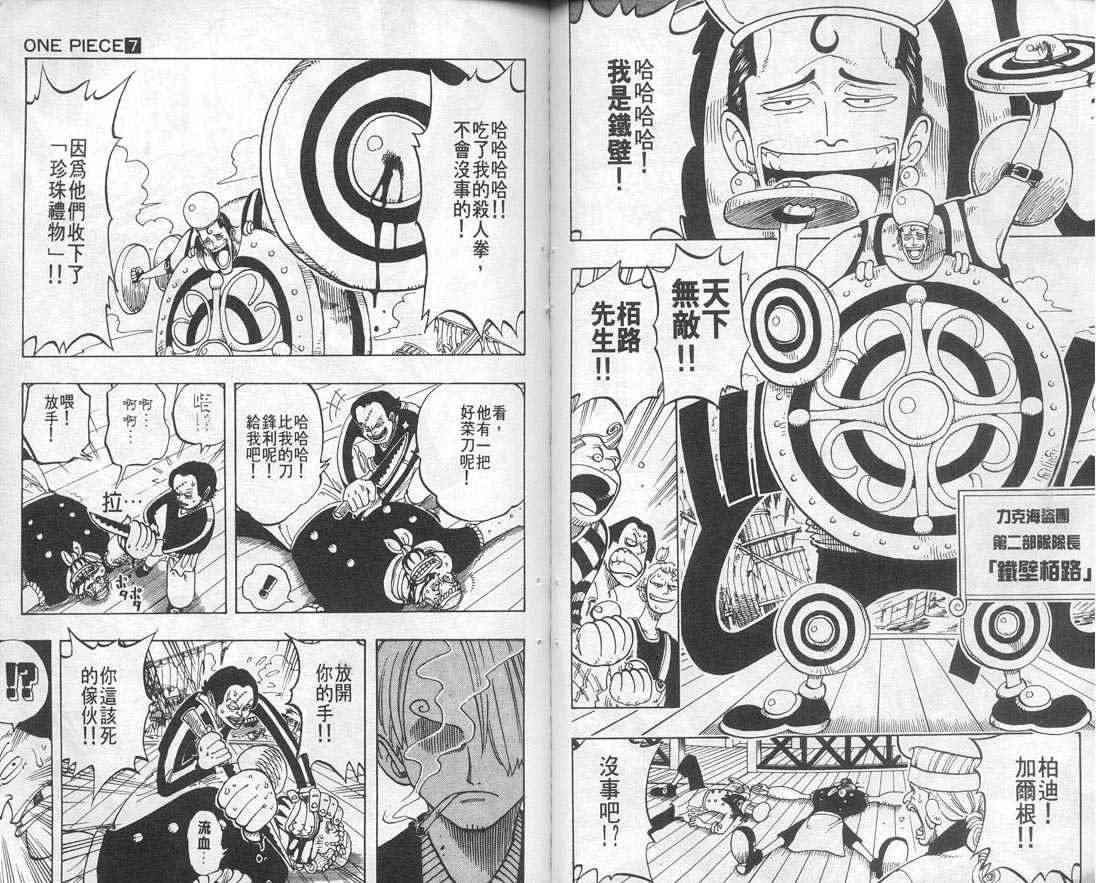 哈哈哈哈！
我是鐵壁！
天下
無敵!!
栢路
先生!!
力克海盜團
第二部隊隊長
「鐵壁栢路」
柏迪！
加爾根!!
沒事吧!?
ONE PIECE 7
哈哈哈哈!!
吃了我的殺人拳，
不會沒事的！
因爲他們收下了
「珍珠禮物」!!
看，
他有一把
好菜刀呢！
哈哈哈！
比我的刀
鋒利呢！
給我吧！
!!
啊…
啊啊…
喂！
放手！
拉…
ポタ
ポタ
放開
你的手!!
你這該死
的傢伙!!
流血…
!?